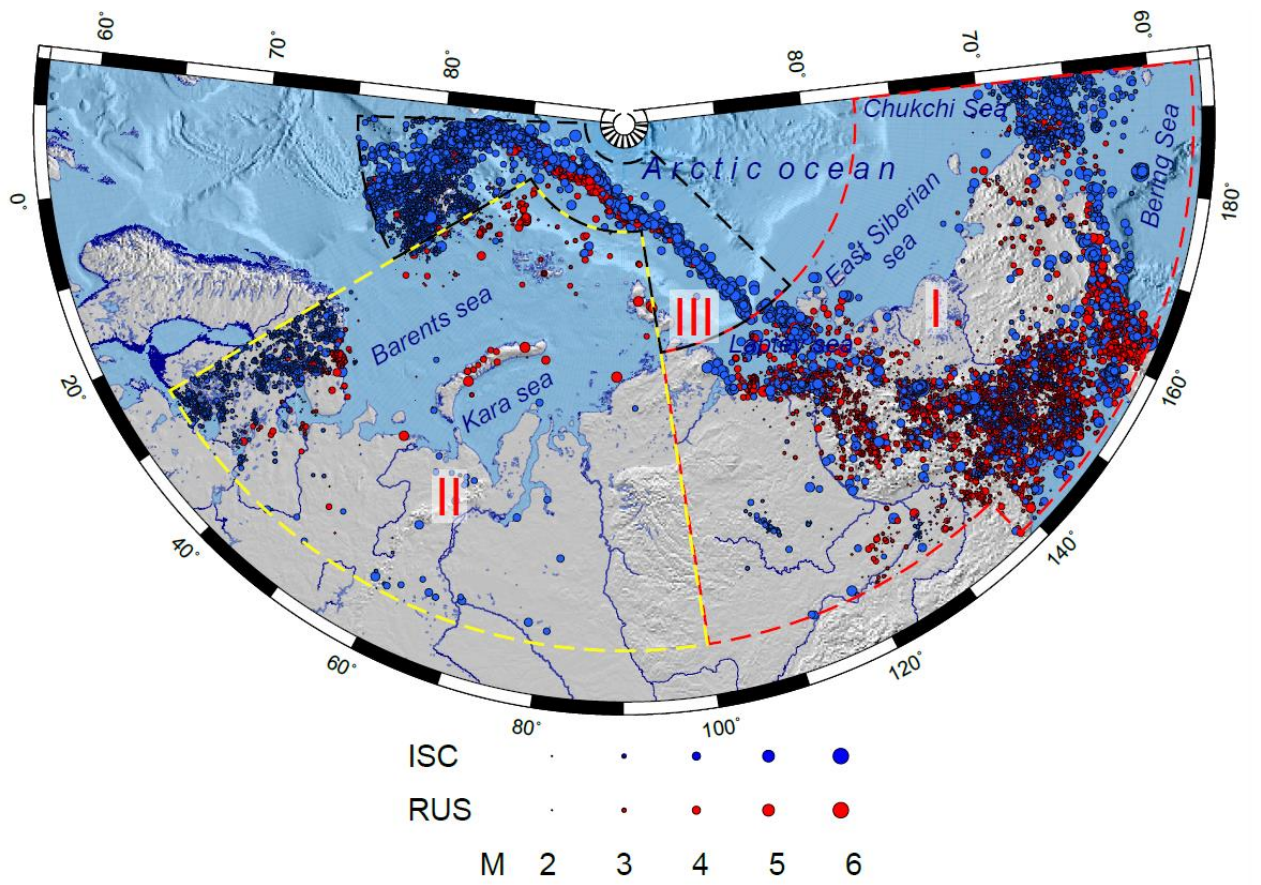 60°
70°
80°
80°
70°
60°
Chukchi Sea
Arctic ocean
Bering Sea
0°
180°
East Siberian
sea
Barents sea
III
I
Laptev sea
20°
Kara sea
160°
II
40°
140°
60°
120°
80°
100°
ISC
RUS
M 2 3 4 5 6